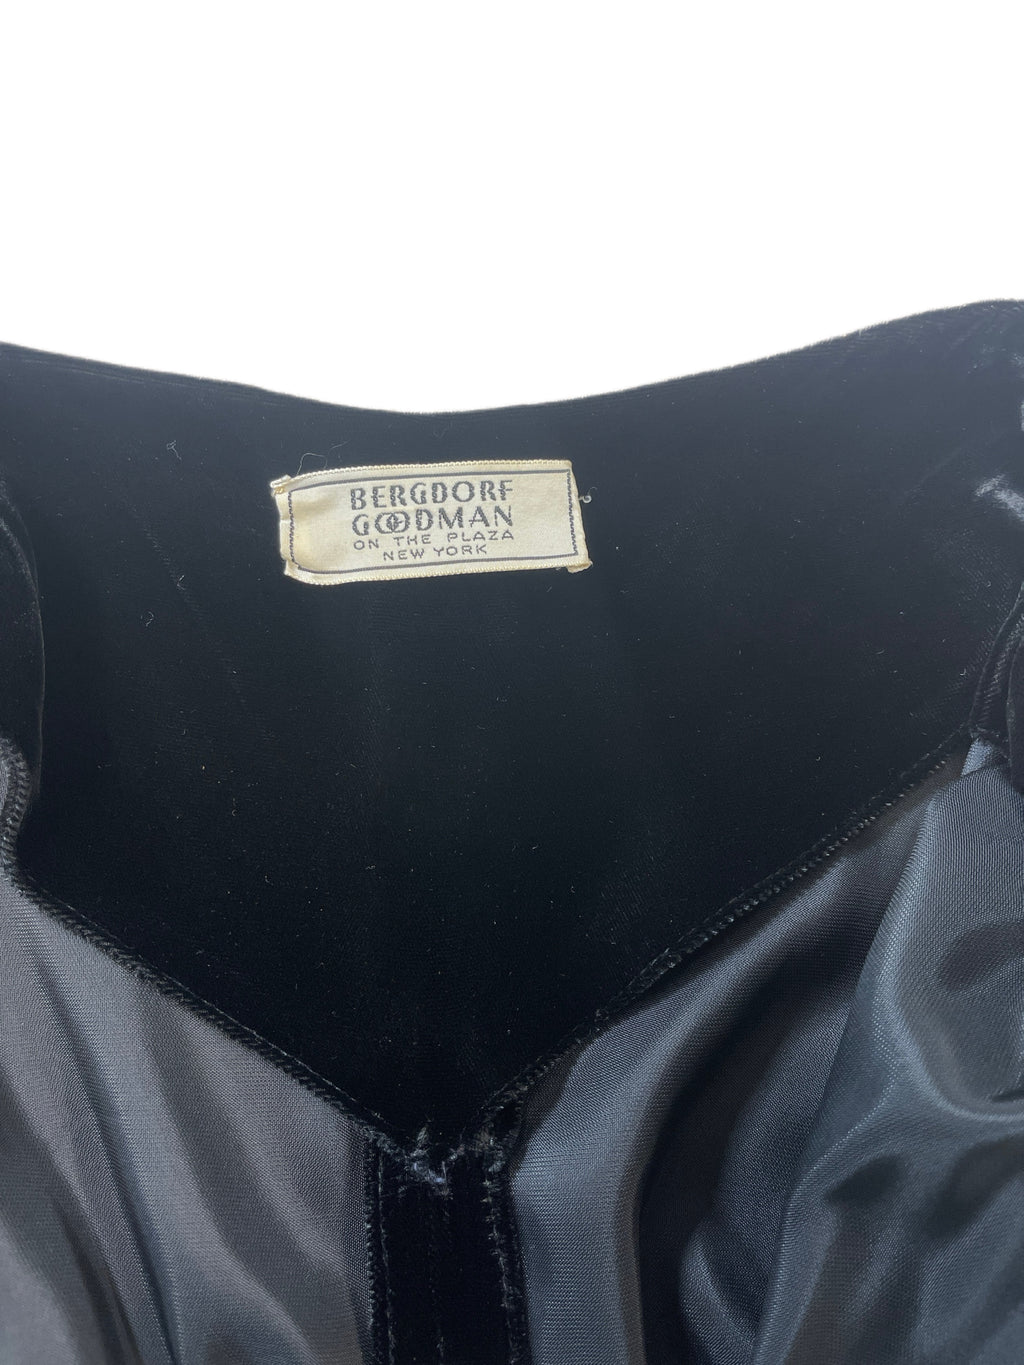 BERGDORF
GOODMAN
ON THE PLAZA
NEW YORK